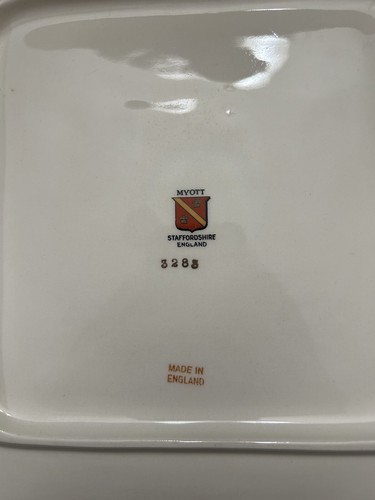 MYOTT
STAFFORDSHIRE
ENGLAND
3285
MADE IN
ENGLAND